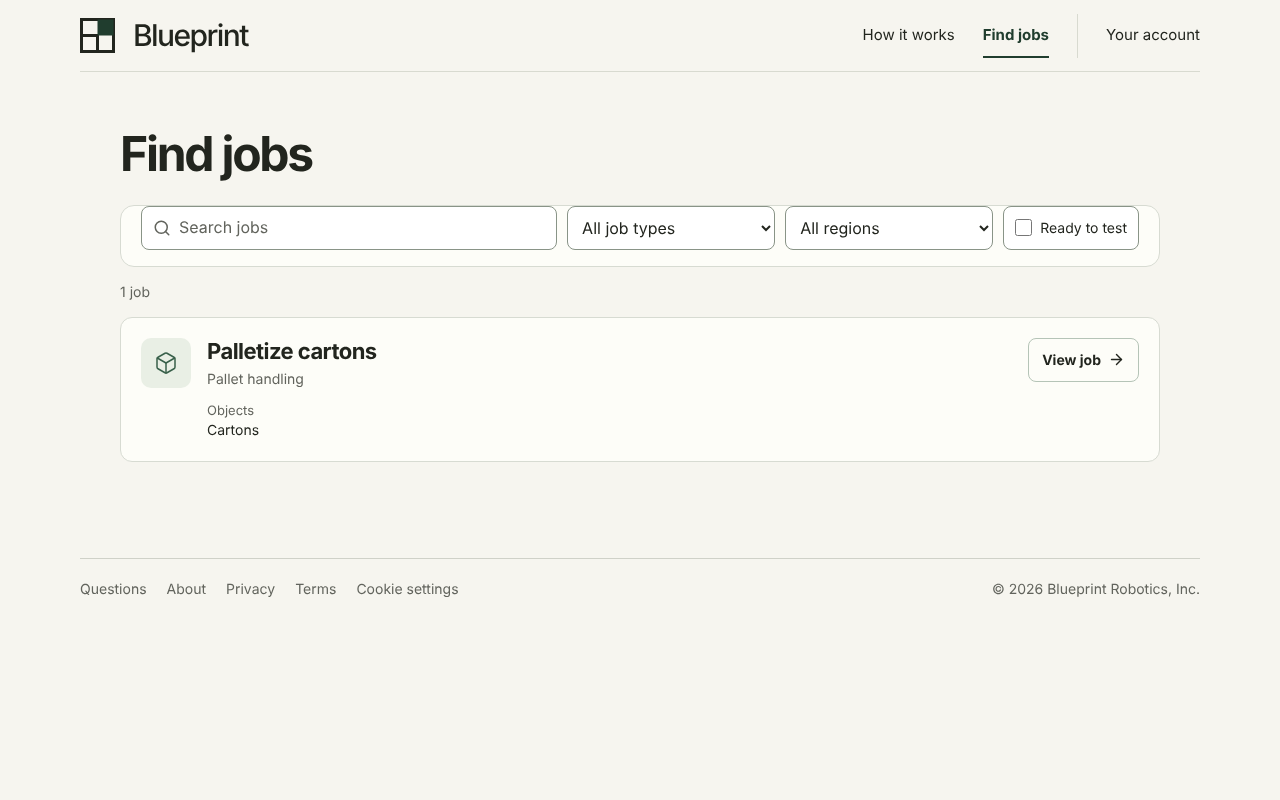 Blueprint
How it works
Find jobs
Your account
Find jobs
Search jobs
All job types
All regions
Ready to test
1 job
Palletize cartons
Pallet handling
Objects
Cartons
View job
Questions
About
Privacy
Terms
Cookie settings
© 2026 Blueprint Robotics, Inc.